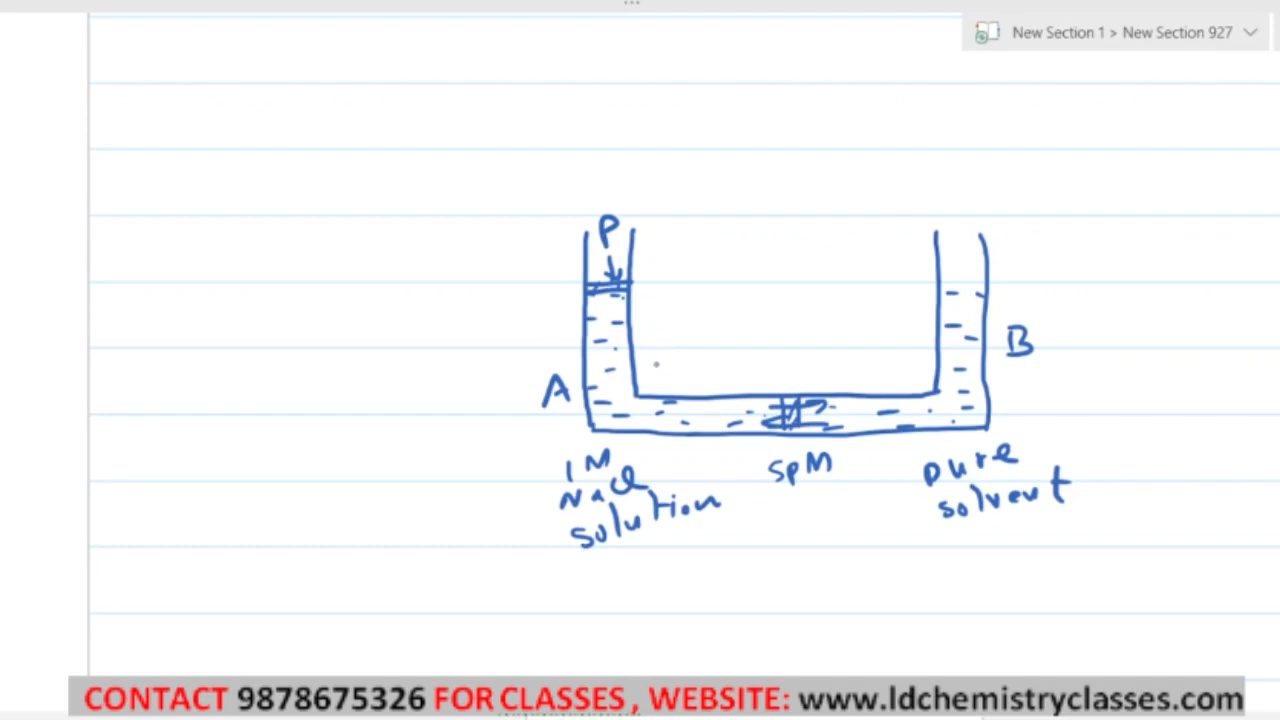 New Section 1 > New Section 927
P
A
B
1M
NaCl
solution
SPM
pure
solvent
CONTACT 9878675326 FOR CLASSES , WEBSITE: www.ldchemistryclasses.com